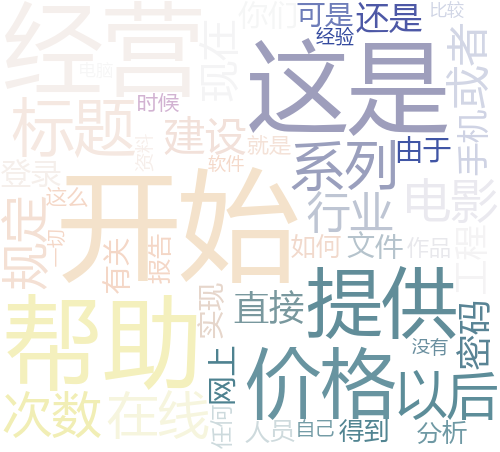 经营
你们
可是
还是
比较
经验
现在
电脑
这是
或者
标题
时候
建设
资料
就是
软件
系列
由于
手机
登录
这么
规定
一切
开始
行业
电影
有关
报告
如何
文件
作品
工程
实现
直接
提供
帮助
密码
没有
网上
价格
以后
次数
在线
任何
人员
自己
得到
分析